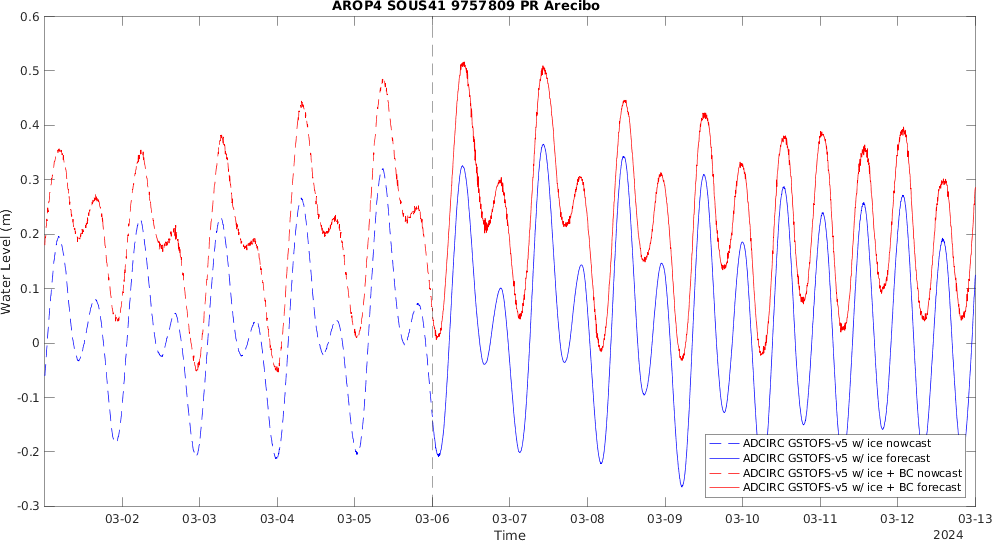 AROP4 SOUS41 9757809 PR Arecibo
0.6
0.5
0.4
0.3
0.2
0.1
0
-0.1
-0.2
-0.3
Water Level (m)
ADCIRC GSTOFS-v5 w/ ice nowcast
ADCIRC GSTOFS-v5 w/ ice forecast
ADCIRC GSTOFS-v5 w/ ice + BC nowcast
ADCIRC GSTOFS-v5 w/ ice + BC forecast
03-02 03-03 03-04 03-05 03-06 03-07 03-08 03-09 03-10 03-11 03-12 03-13
Time
2024